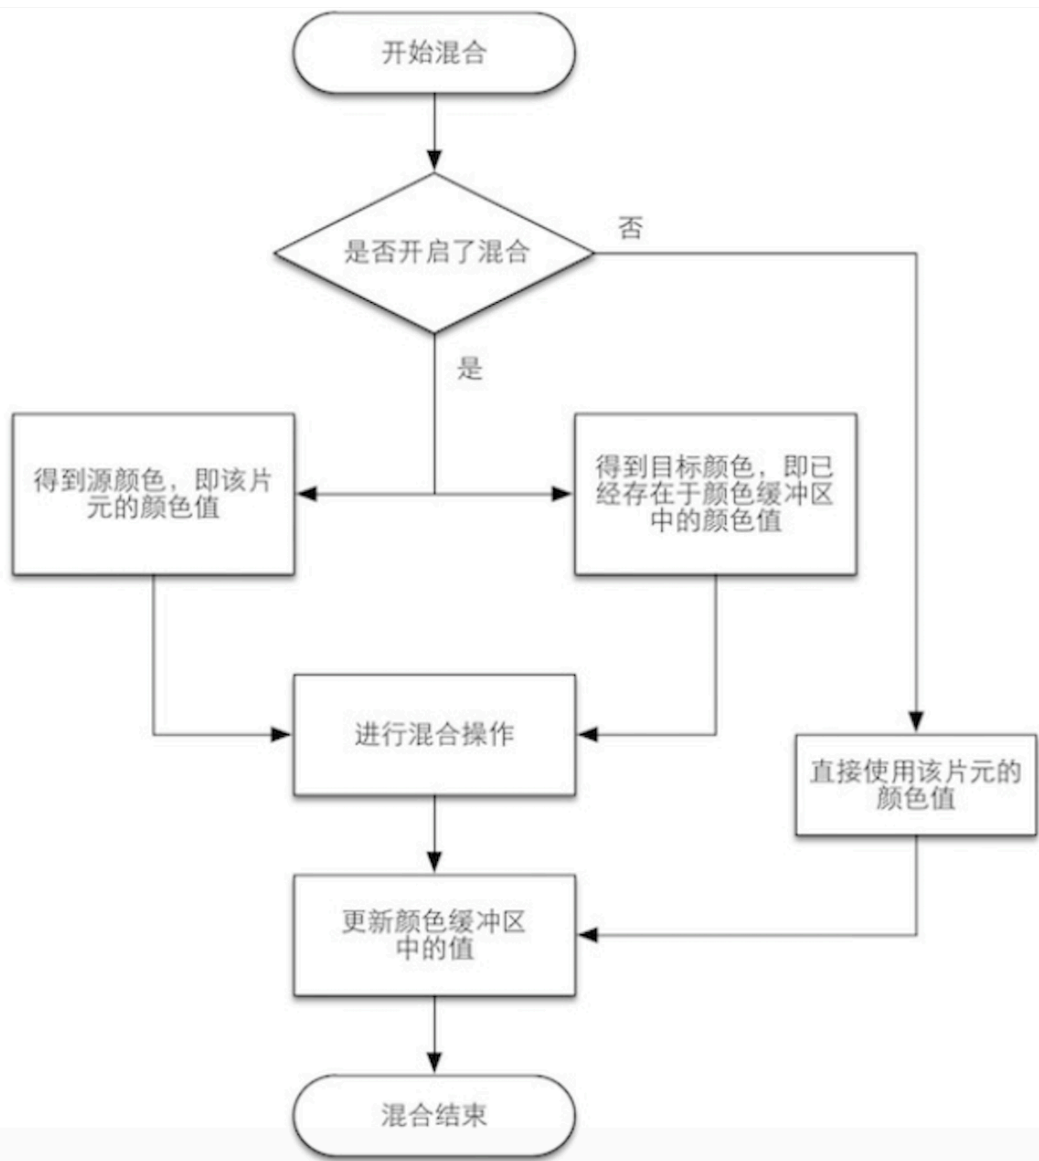 开始混合
是否开启了混合
否
是
得到源颜色，即该片
元的颜色值
得到目标颜色，即已
经存在于颜色缓冲区
中的颜色值
进行混合操作
直接使用该片元的
颜色值
更新颜色缓冲区
中的值
混合结束